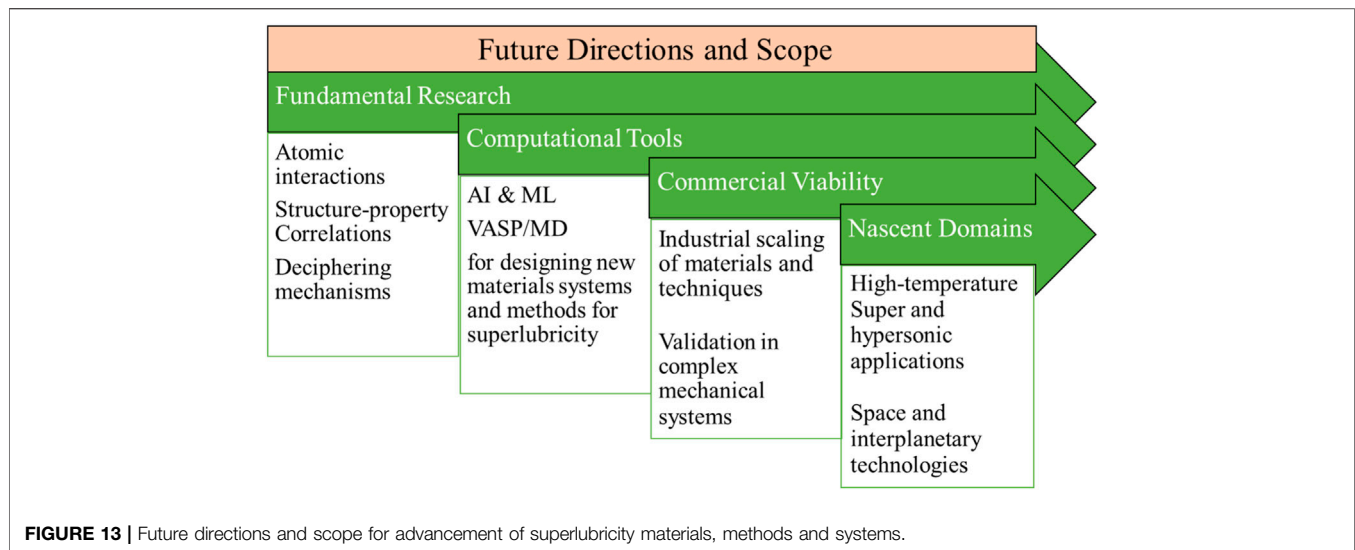 Future Directions and Scope
Fundamental Research
Atomic
interactions
Structure-property
Correlations
Deciphering
mechanisms
Computational Tools
AI & ML
VASP/MD
for designing new
materials systems
and methods for
superlubricity
Commercial Viability
Industrial scaling
of materials and
techniques
Validation in
complex
mechanical
systems
Nascent Domains
High-temperature
Super and
hypersonic
applications
Space and
interplanetary
technologies
FIGURE 13 | Future directions and scope for advancement of superlubricity materials, methods and systems.